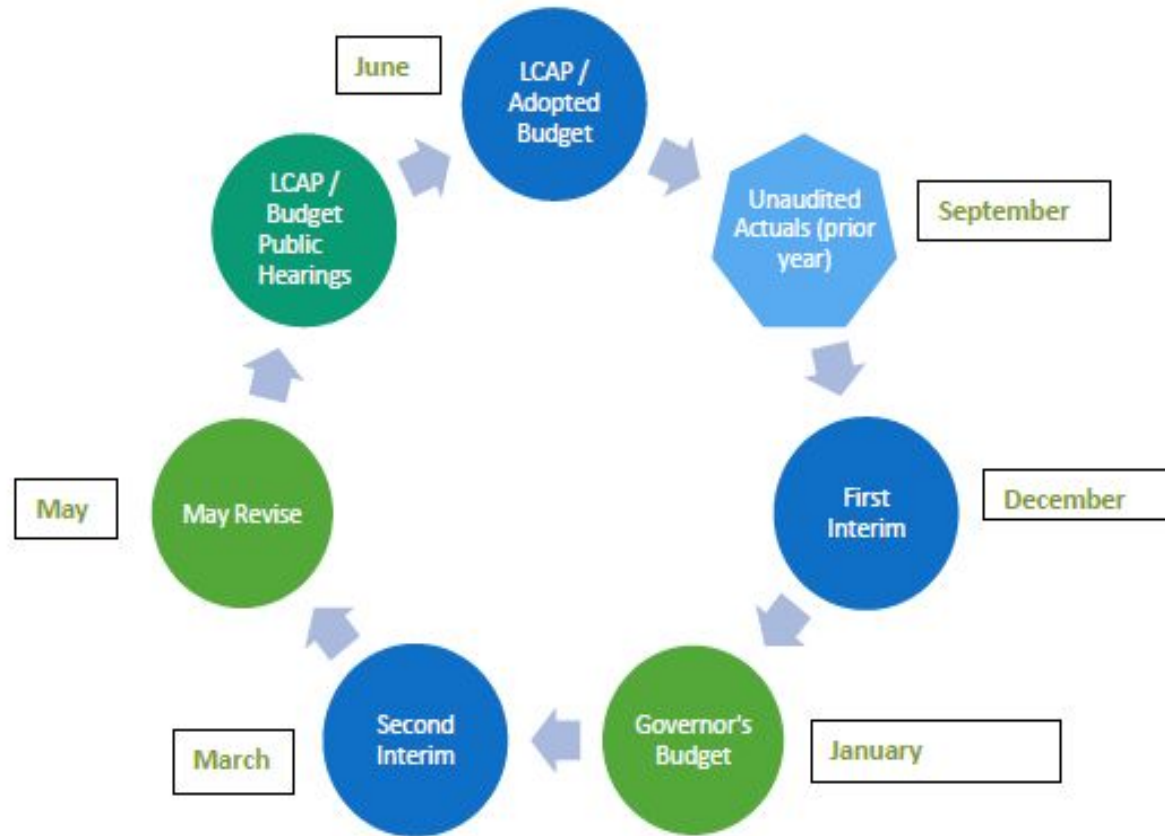 June
LCAP /
Adopted
Budget
Unaudited
Actuals (prior
year)
September
First
Interim
December
Governor's
Budget
January
Second
Interim
March
May Revise
May
LCAP /
Budget
Public
Hearings